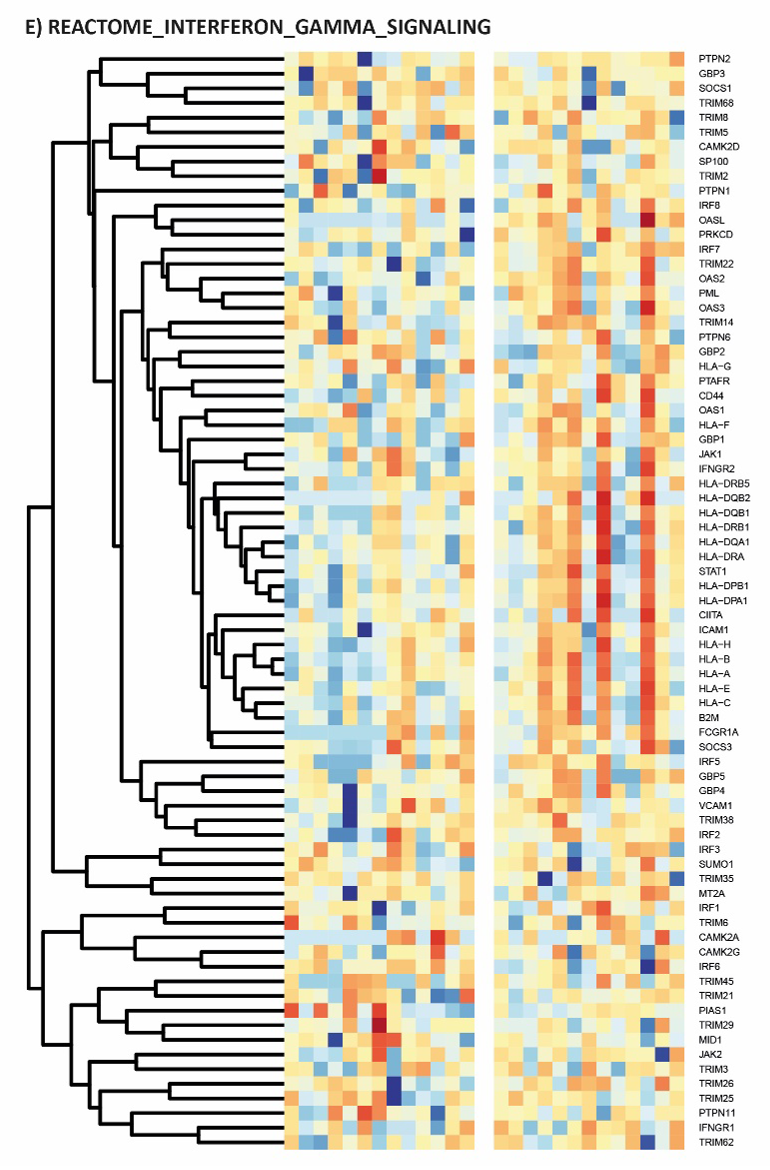 E) REACTOME_INTERFERON_GAMMA_SIGNALING
PTPN2
GBP3
SOCS1
TRIM68
TRIM8
TRIM5
CAMK2D
SP100
TRIM2
PTPN1
IRF8
OASL
PRKCD
IRF7
TRIM22
OAS2
PML
OAS3
TRIM14
PTPN6
GBP2
HLA-G
PTAFR
CD44
OAS1
HLA-F
GBP1
JAK1
IFNGR2
HLA-DRB5
HLA-DQB2
HLA-DQB1
HLA-DRB1
HLA-DQA1
HLA-DRA
STAT1
HLA-DPB1
HLA-DPA1
CIITA
ICAM1
HLA-H
HLA-B
HLA-A
HLA-E
HLA-C
B2M
FCGR1A
SOCS3
IRF5
GBP5
GBP4
VCAM1
TRIM38
IRF2
IRF3
SUMO1
TRIM35
MT2A
IRF1
TRIM6
CAMK2A
CAMK2G
IRF6
TRIM45
TRIM21
PIAS1
TRIM29
MID1
JAK2
TRIM3
TRIM26
TRIM25
PTPN11
IFNGR1
TRIM62